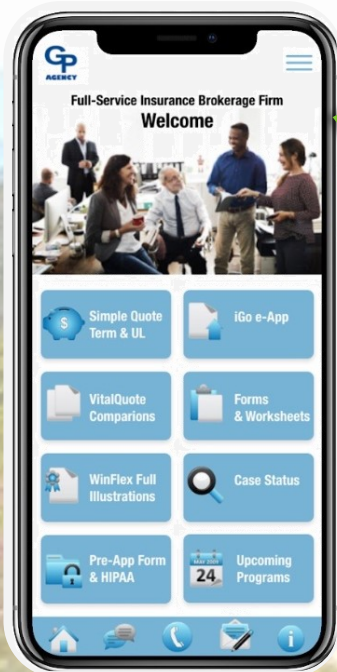 GP
AGENCY
Full-Service Insurance Brokerage Firm
Welcome
Simple Quote
Term & UL
iGo e-App
VitalQuote
Comparions
Forms
& Worksheets
WinFlex Full
Illustrations
Case Status
Pre-App Form
& HIPAA
24
Upcoming
Programs